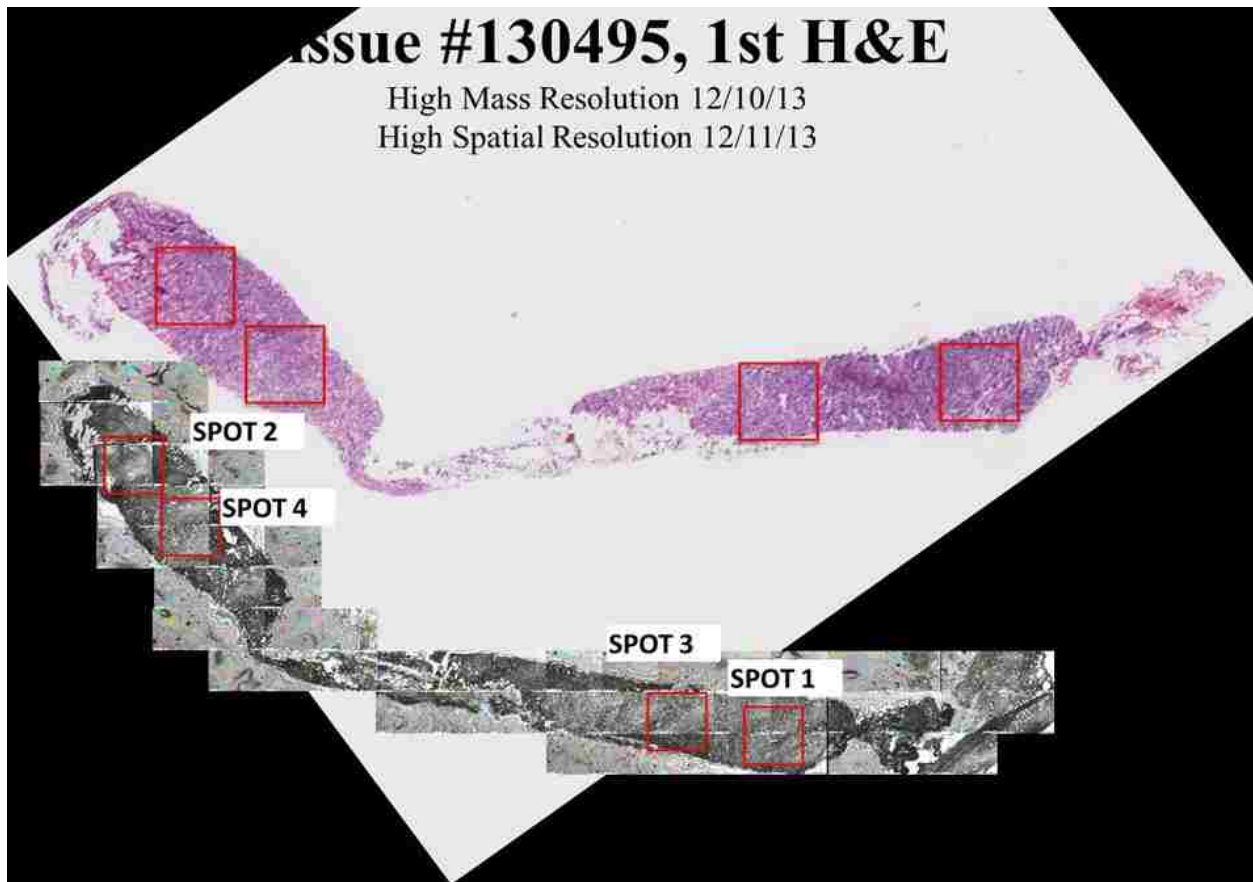 issue #130495, 1st H&E
High Mass Resolution 12/10/13
High Spatial Resolution 12/11/13
SPOT 2
SPOT 4
SPOT 3
SPOT 1